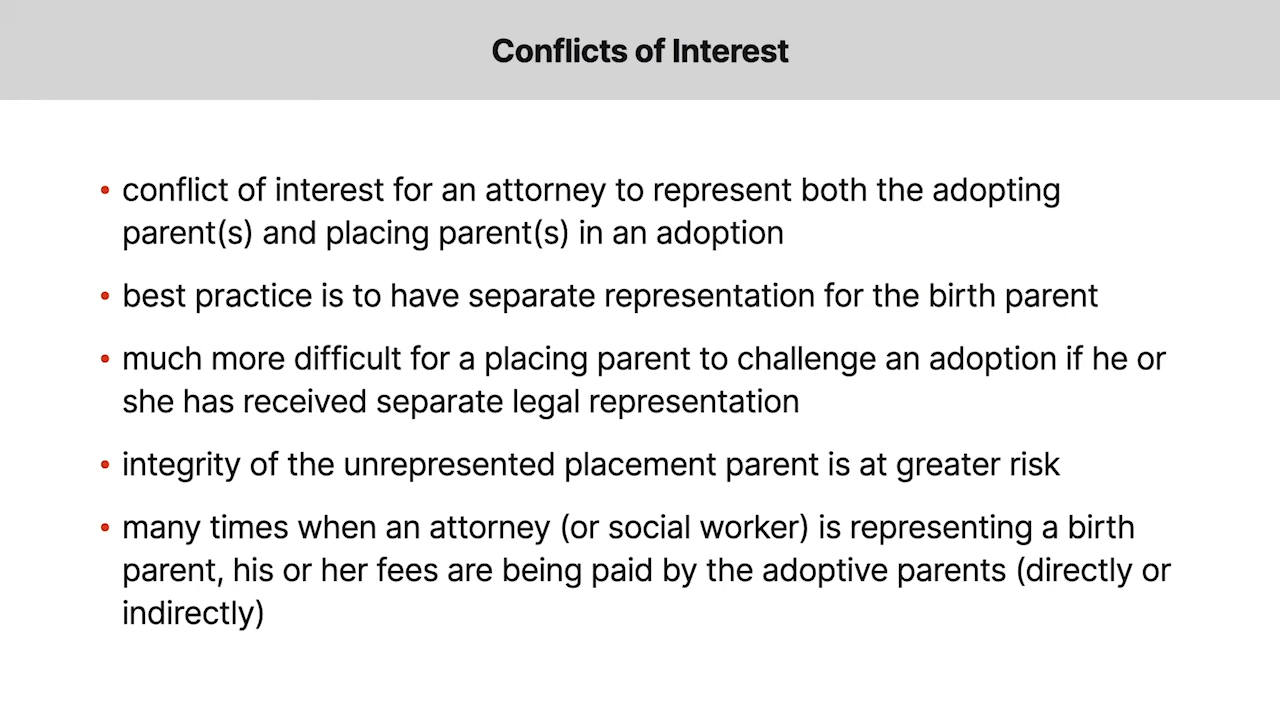 Conflicts of Interest
• conflict of interest for an attorney to represent both the adopting
parent(s) and placing parent(s) in an adoption
• best practice is to have separate representation for the birth parent
• much more difficult for a placing parent to challenge an adoption if he or
she has received separate legal representation
• integrity of the unrepresented placement parent is at greater risk
• many times when an attorney (or social worker) is representing a birth
parent, his or her fees are being paid by the adoptive parents (directly or
indirectly)